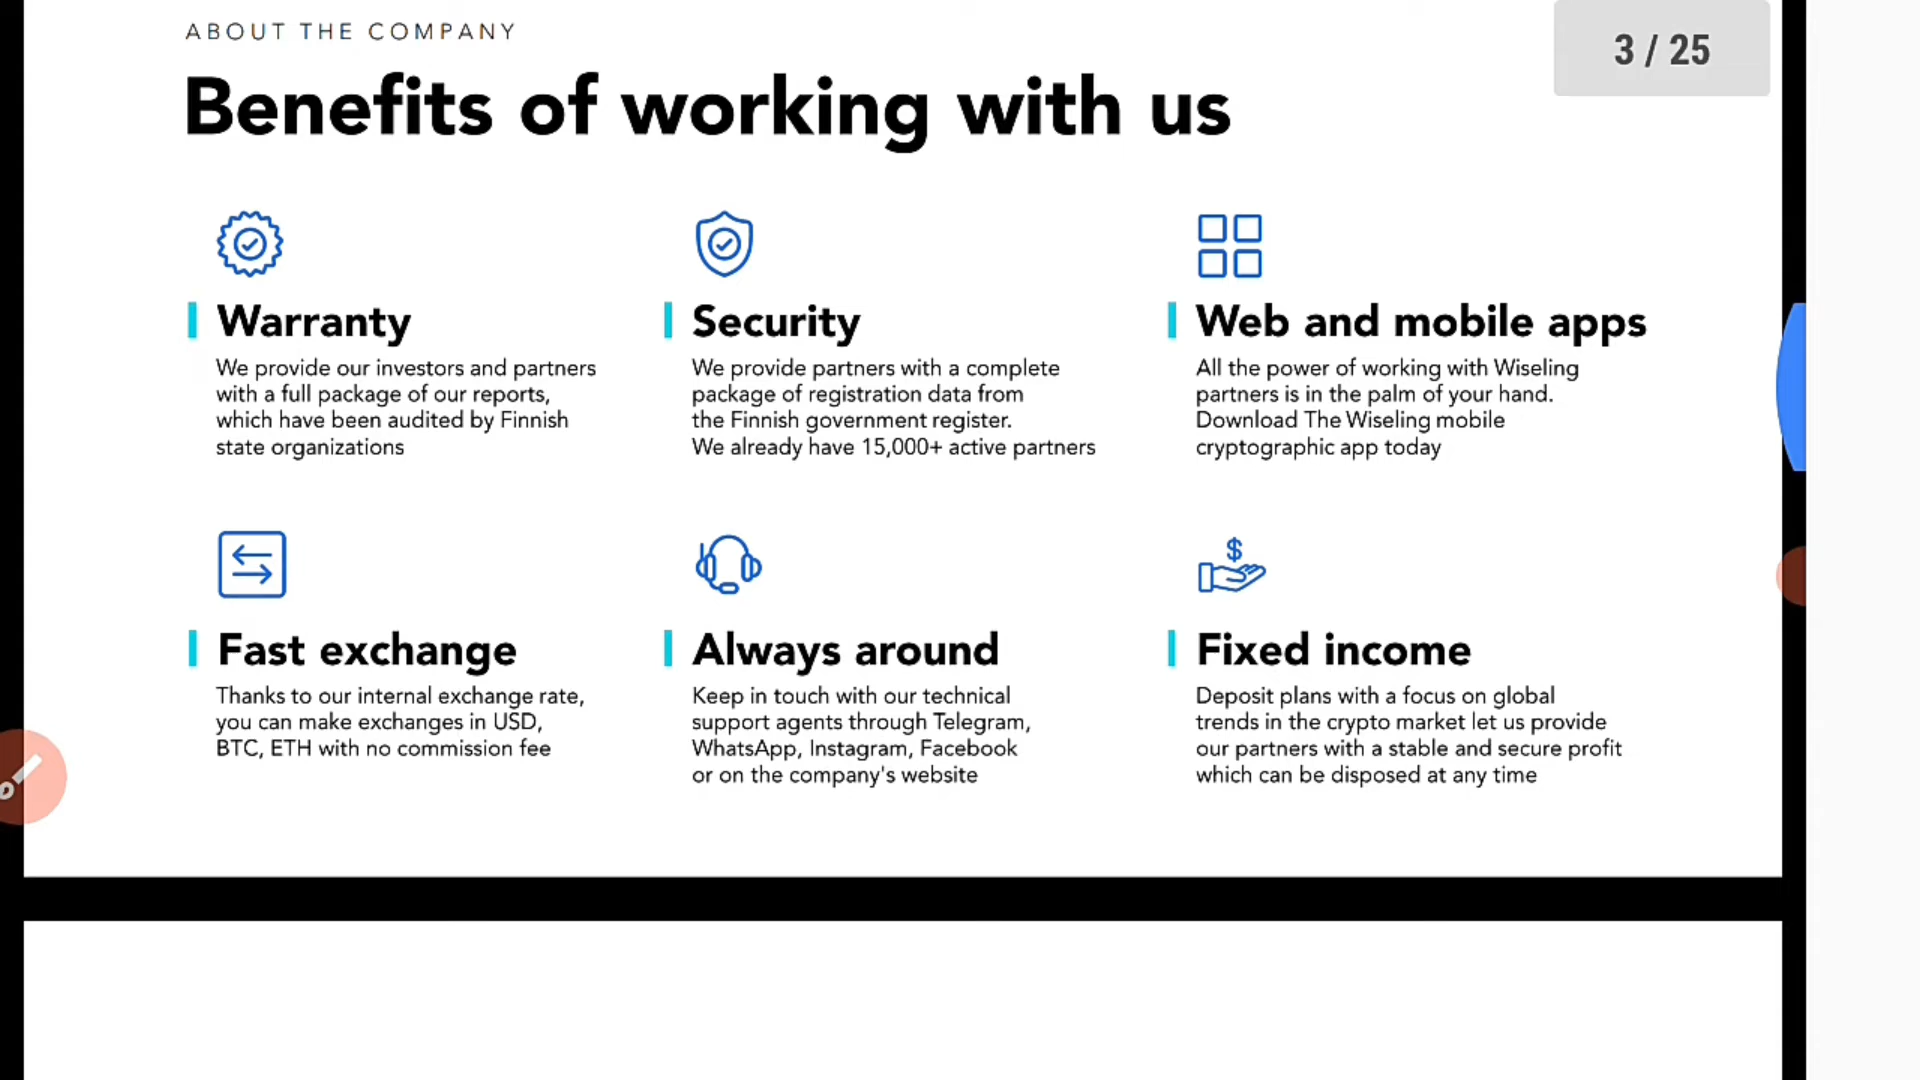 ABOUT THE COMPANY
3 / 25
Benefits of working with us
Warranty
We provide our investors and partners
with a full package of our reports,
which have been audited by Finnish
state organizations
Security
We provide partners with a complete
package of registration data from
the Finnish government register.
We already have 15,000+ active partners
Web and mobile apps
All the power of working with Wiseling
partners is in the palm of your hand.
Download The Wiseling mobile
cryptographic app today
Fast exchange
Thanks to our internal exchange rate,
you can make exchanges in USD,
BTC, ETH with no commission fee
Always around
Keep in touch with our technical
support agents through Telegram,
WhatsApp, Instagram, Facebook
or on the company's website
$
Fixed income
Deposit plans with a focus on global
trends in the crypto market let us provide
our partners with a stable and secure profit
which can be disposed at any time